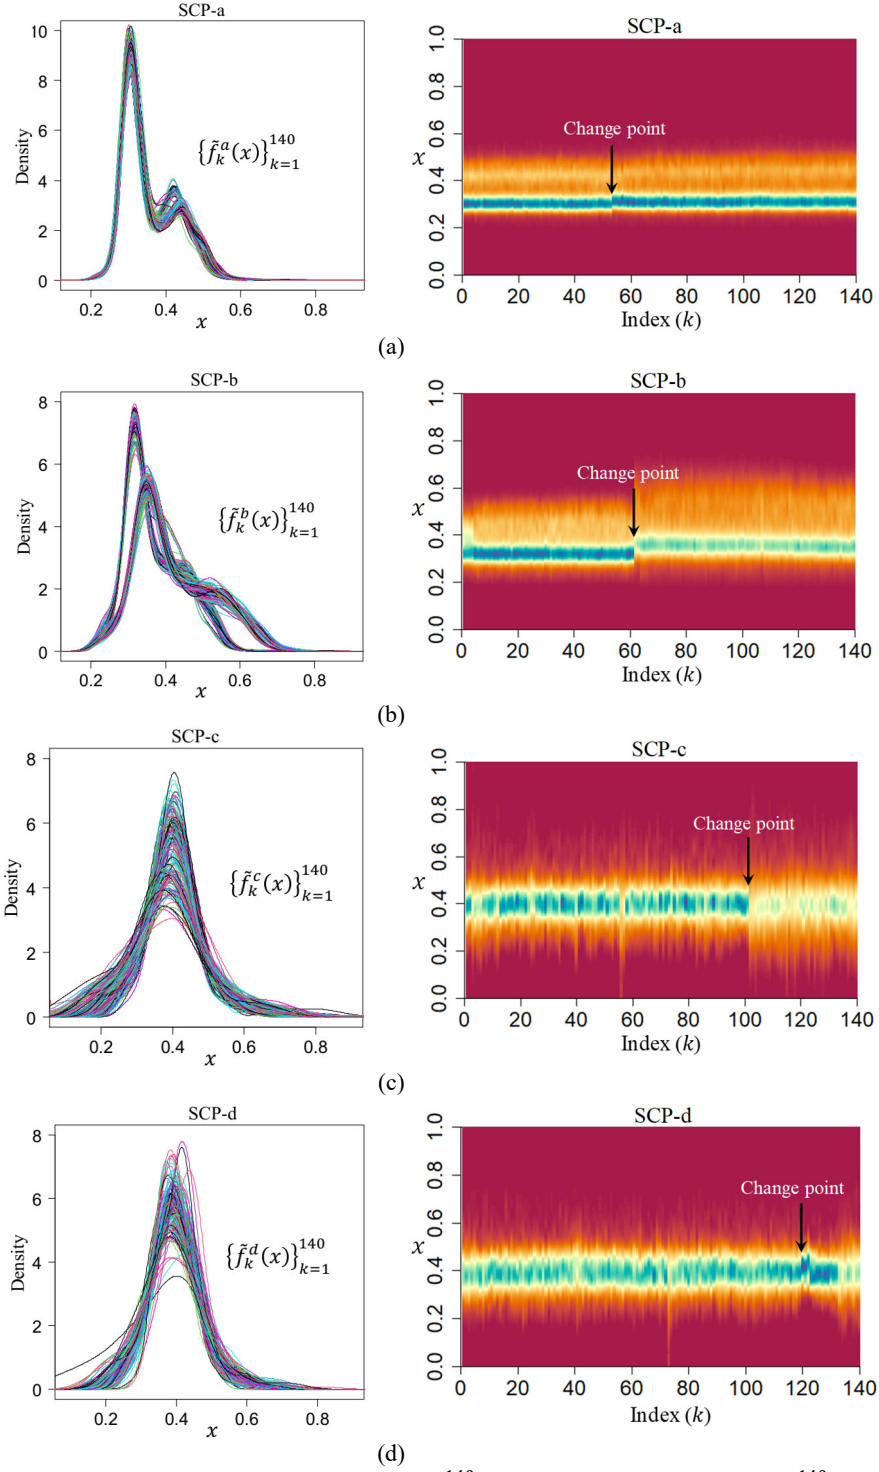 SCP-a
SCP-a
10
8
6
4
2
0
Density
{f̃ₖᵃ(x)}ₖ₌₁¹⁴⁰
0.2 0.4 0.6 0.8
x
1.0
0.8
0.6
0.4
0.2
0.0
x
Change point
0 20 40 60 80 100 120 140
Index (k)
(a)
SCP-b
SCP-b
8
6
4
2
0
Density
{f̃ₖᵇ(x)}ₖ₌₁¹⁴⁰
0.2 0.4 0.6 0.8
x
1.0
0.8
0.6
0.4
0.2
0.0
x
Change point
0 20 40 60 80 100 120 140
Index (k)
(b)
SCP-c
SCP-c
8
6
4
2
0
Density
{f̃ₖᶜ(x)}ₖ₌₁¹⁴⁰
0.2 0.4 0.6 0.8
x
1.0
0.8
0.6
0.4
0.2
0.0
x
Change point
0 20 40 60 80 100 120 140
Index (k)
(c)
SCP-d
SCP-d
8
6
4
2
0
Density
{f̃ₖᵈ(x)}ₖ₌₁¹⁴⁰
0.2 0.4 0.6 0.8
x
1.0
0.8
0.6
0.4
0.2
0.0
x
Change point
0 20 40 60 80 100 120 140
Index (k)
(d)